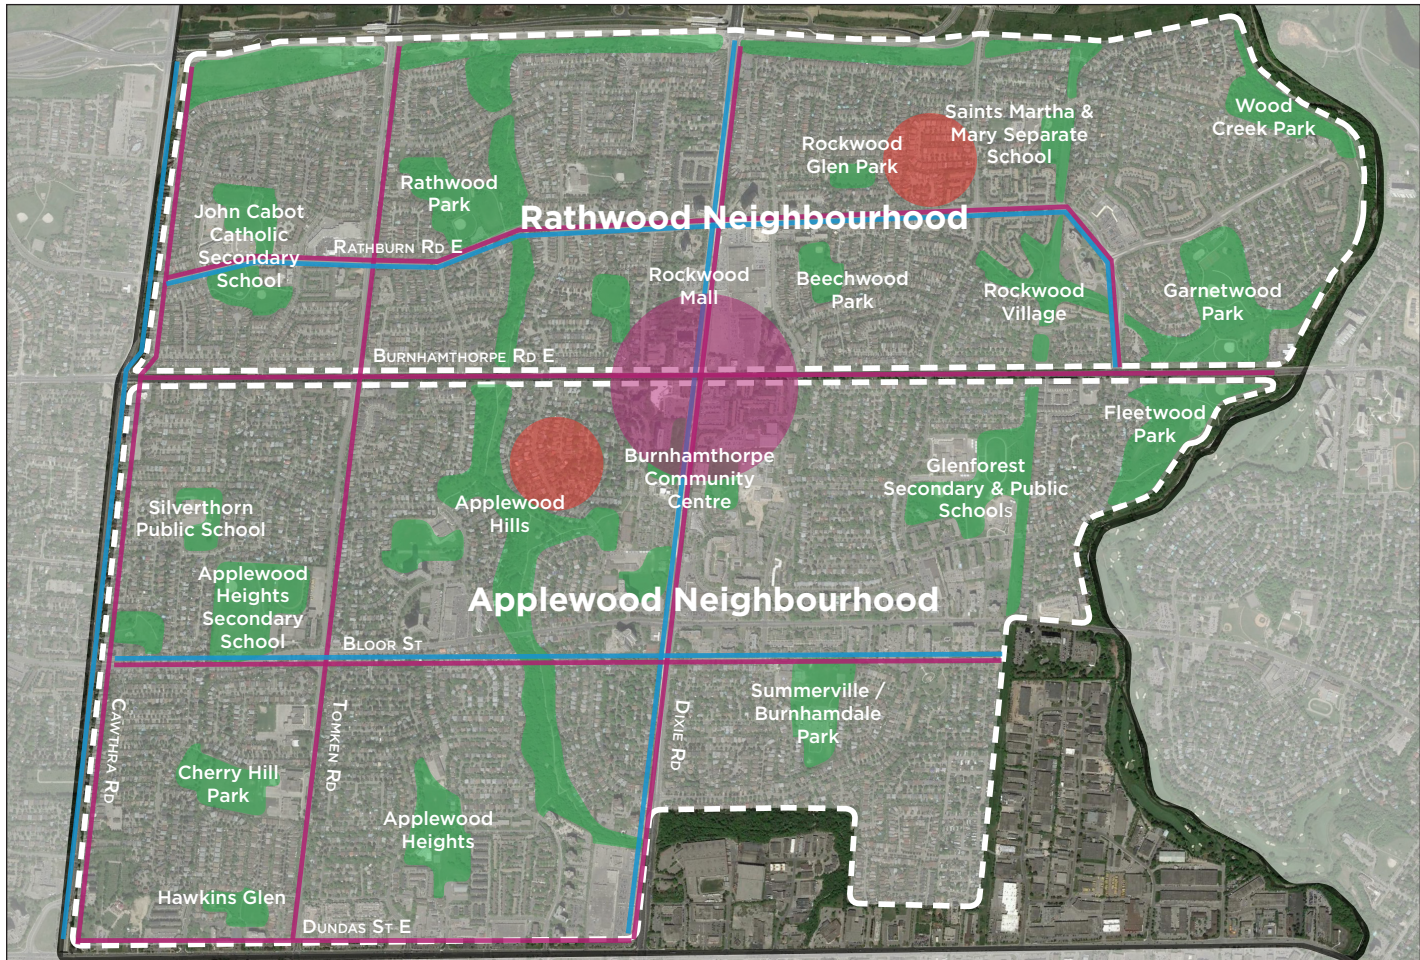 Wood
Creek Park
Saints Martha &
Mary Separate
School
Rockwood
Glen Park
Rathwood
Park
John Cabot
Catholic
Secondary
School
Rathwood Neighbourhood
Rathburn Rd E
Rockwood
Mall
Beechwood
Park
Rockwood
Village
Garnetwood
Park
Burnhamthorpe Rd E
Fleetwood
Park
Burnhamthorpe
Community
Centre
Glenforest
Secondary & Public
Schools
Applewood
Hills
Silverthorn
Public School
Applewood
Heights
Secondary
School
Applewood Neighbourhood
Bloor St
Summerville /
Burnhamdale
Park
Cawthra Rd
Tomken Rd
Dixie Rd
Cherry Hill
Park
Applewood
Heights
Hawkins Glen
Dundas St E